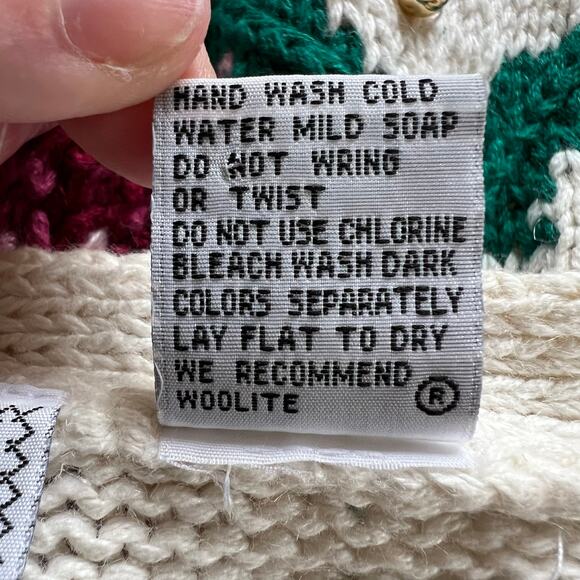 HAND WASH COLD
WATER MILD SOAP
DO NOT WRING
OR TWIST
DO NOT USE CHLORINE
BLEACH WASH DARK
COLORS SEPARATELY
LAY FLAT TO DRY
WE RECOMMEND
WOOLITE ®